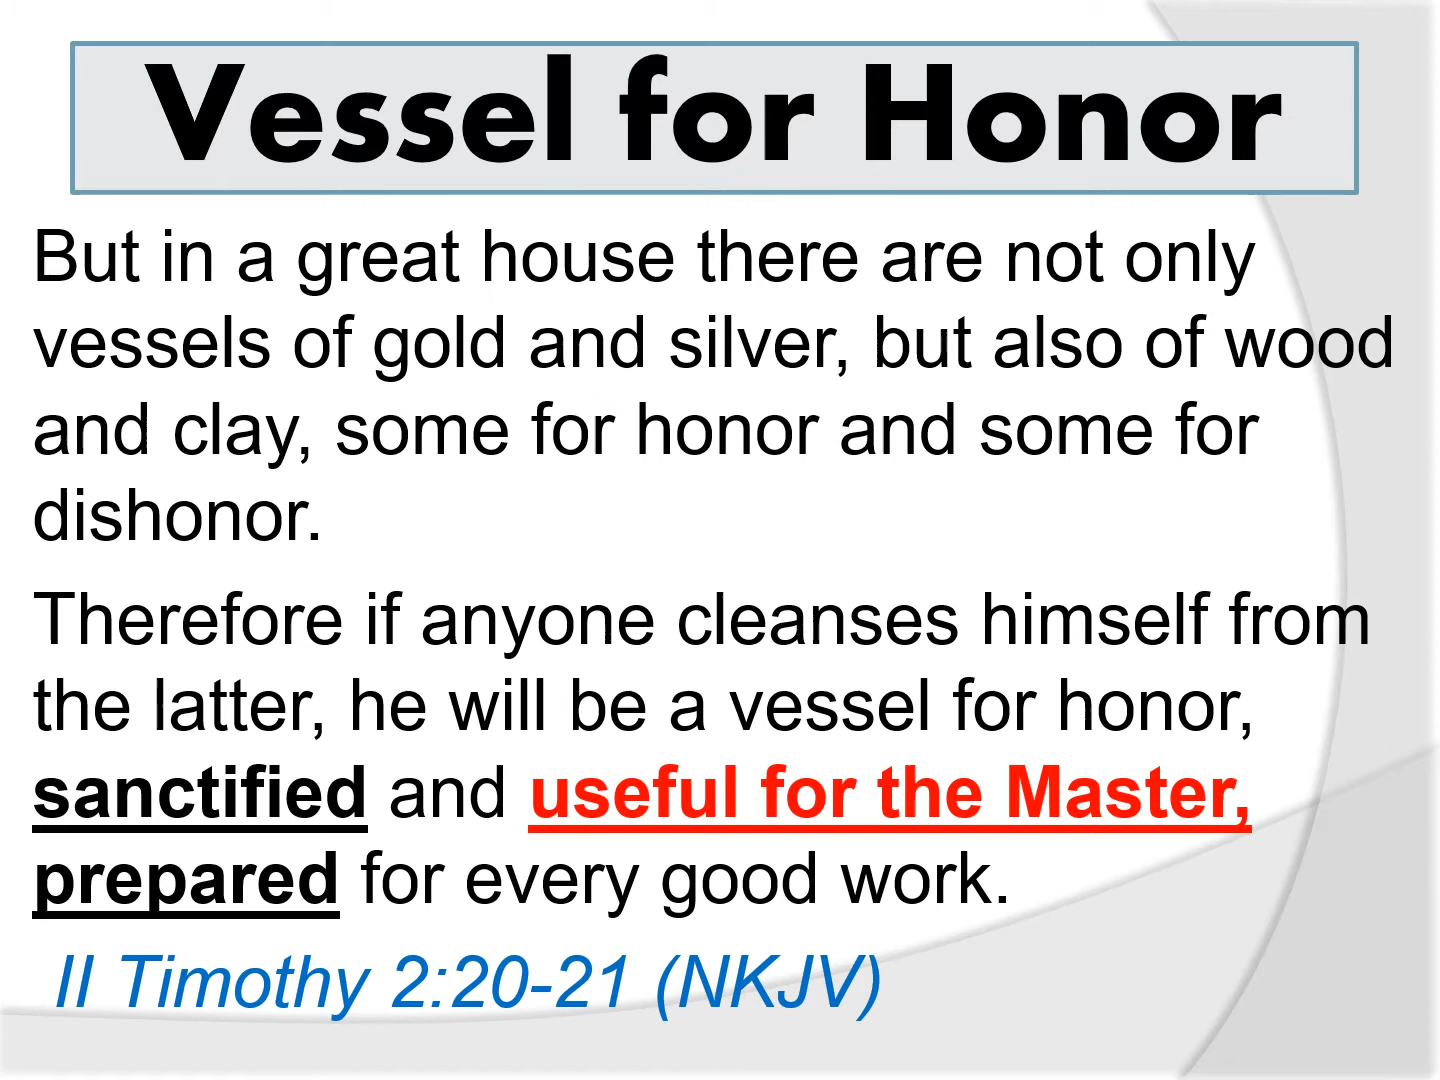 Vessel for Honor
But in a great house there are not only
vessels of gold and silver, but also of wood
and clay, some for honor and some for
dishonor.
Therefore if anyone cleanses himself from
the latter, he will be a vessel for honor,
sanctified and useful for the Master,
prepared for every good work.
II Timothy 2:20-21 (NKJV)